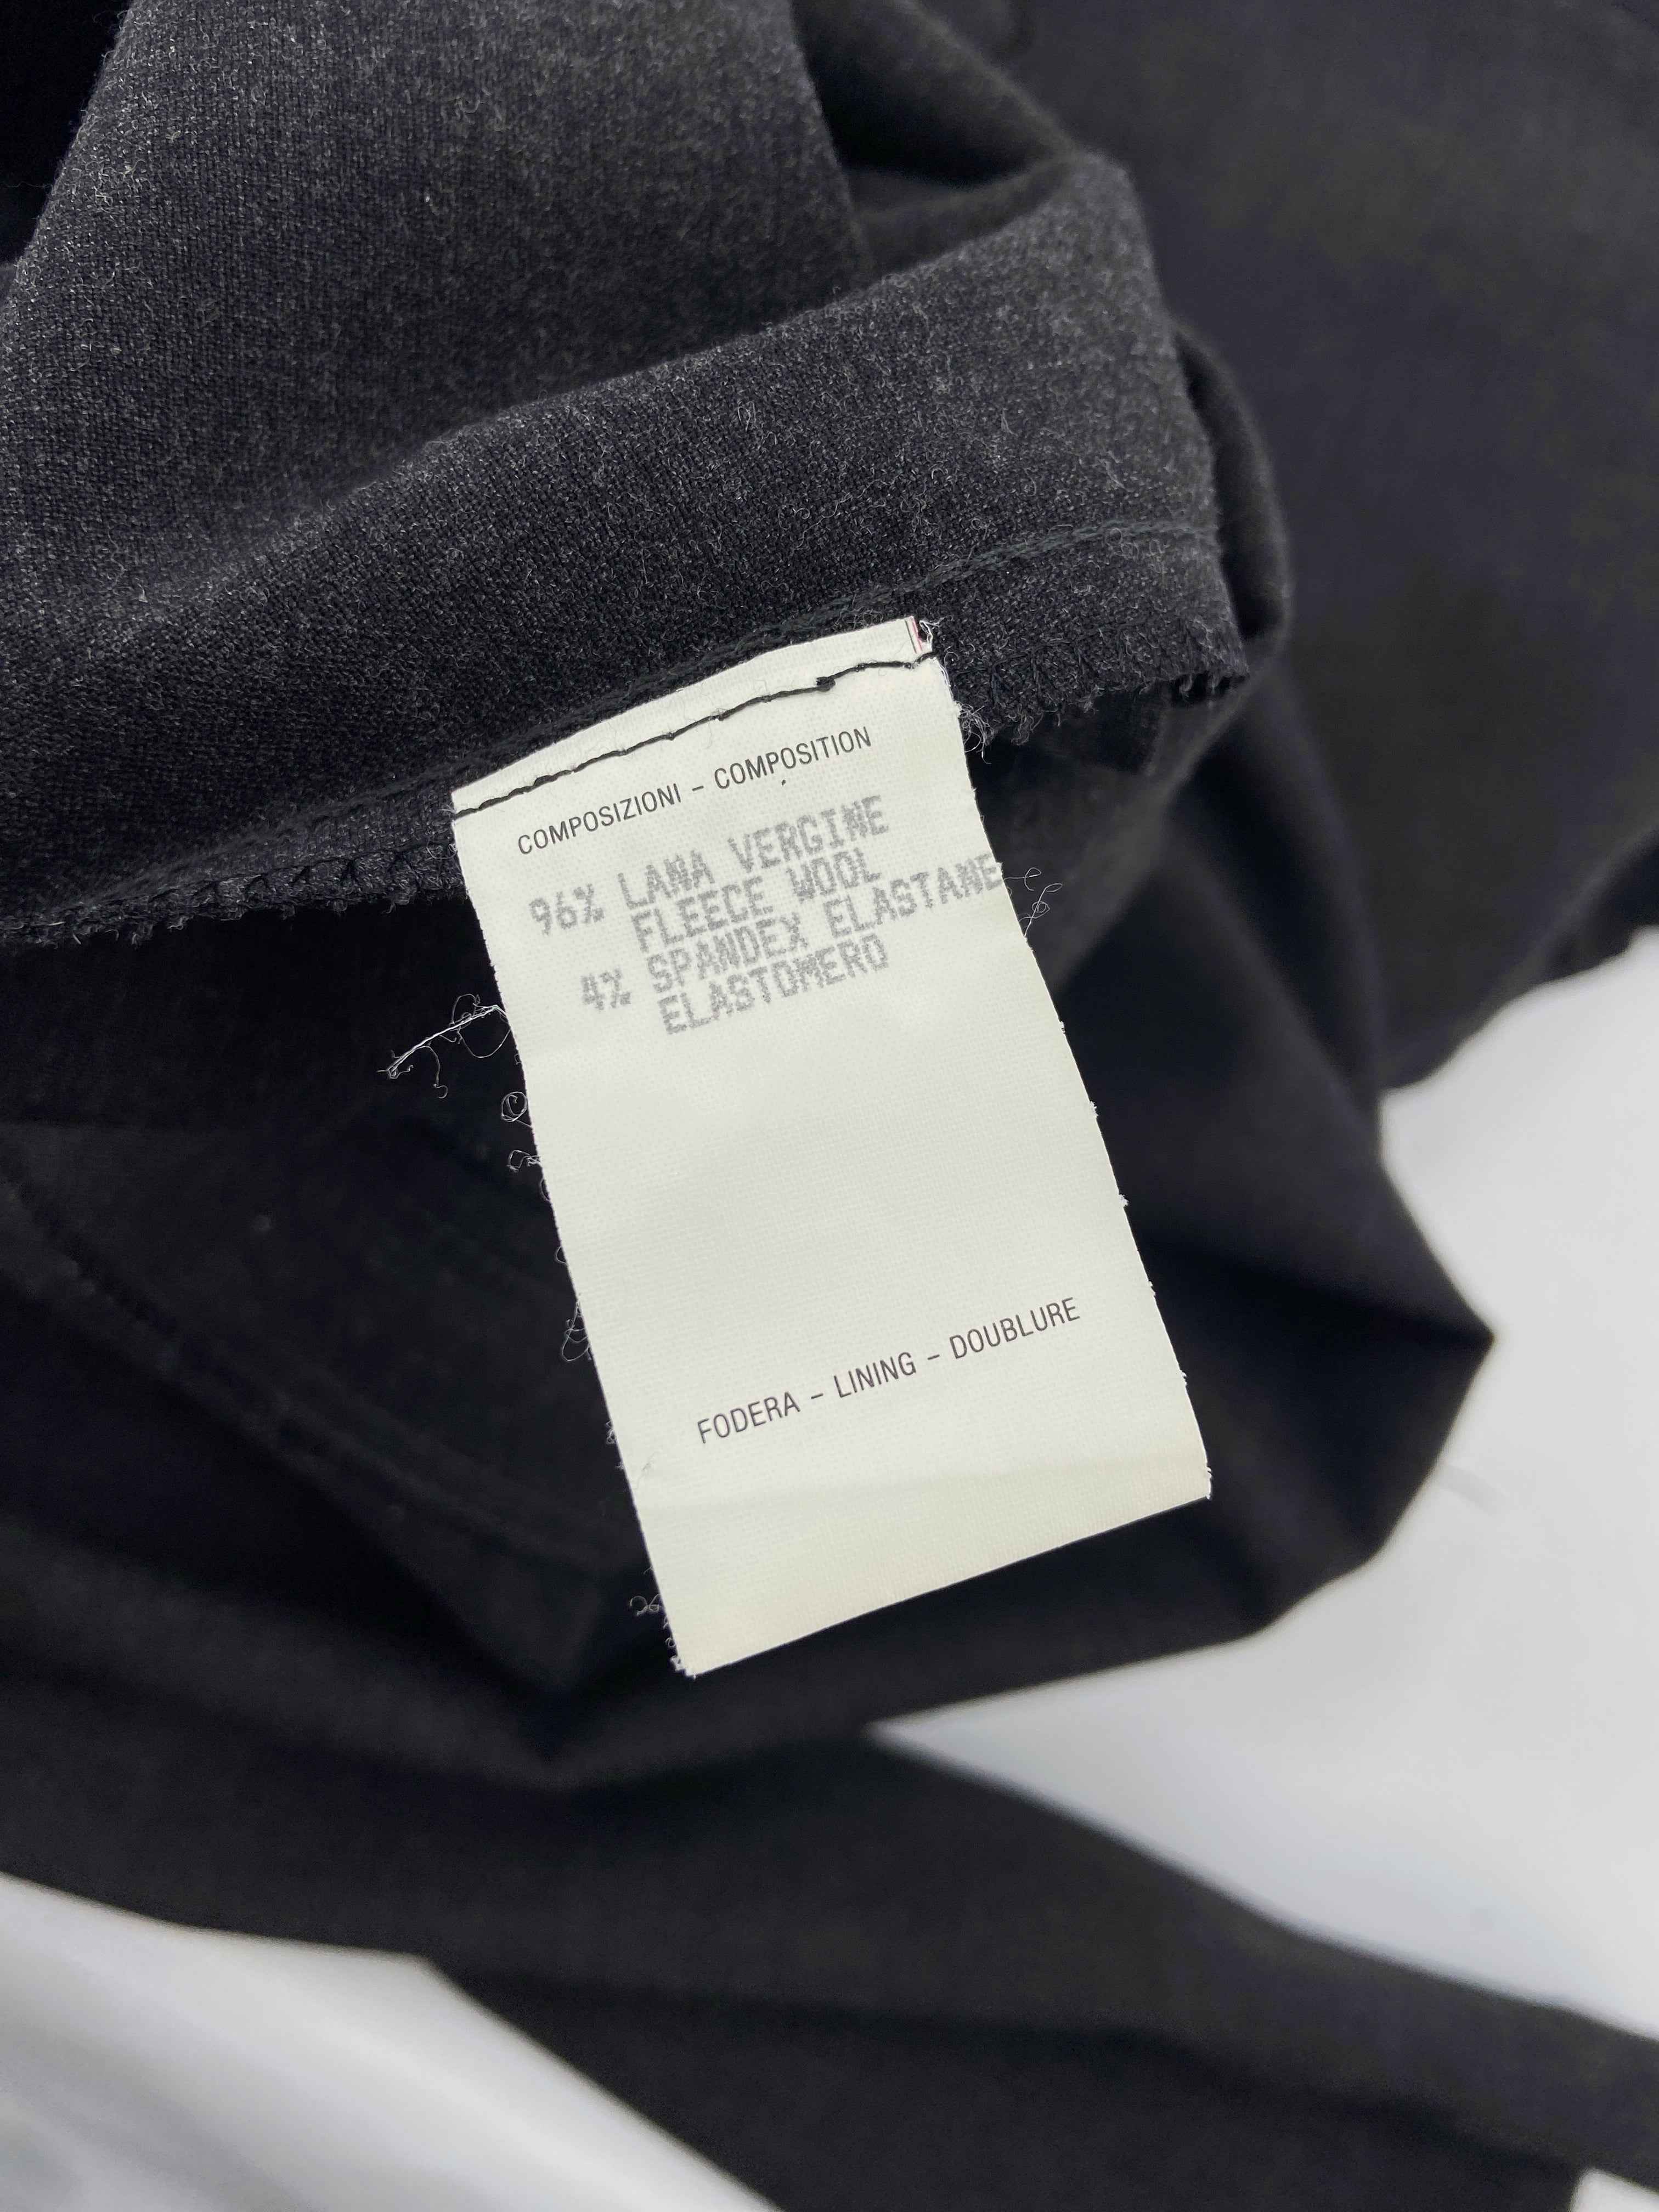 COMPOSIZIONI – COMPOSITION
96% LANA VERGINE
FLEECE WOOL
4% SPANDEX ELASTANE
ELASTOMERO
FODERA – LINING – DOUBLURE